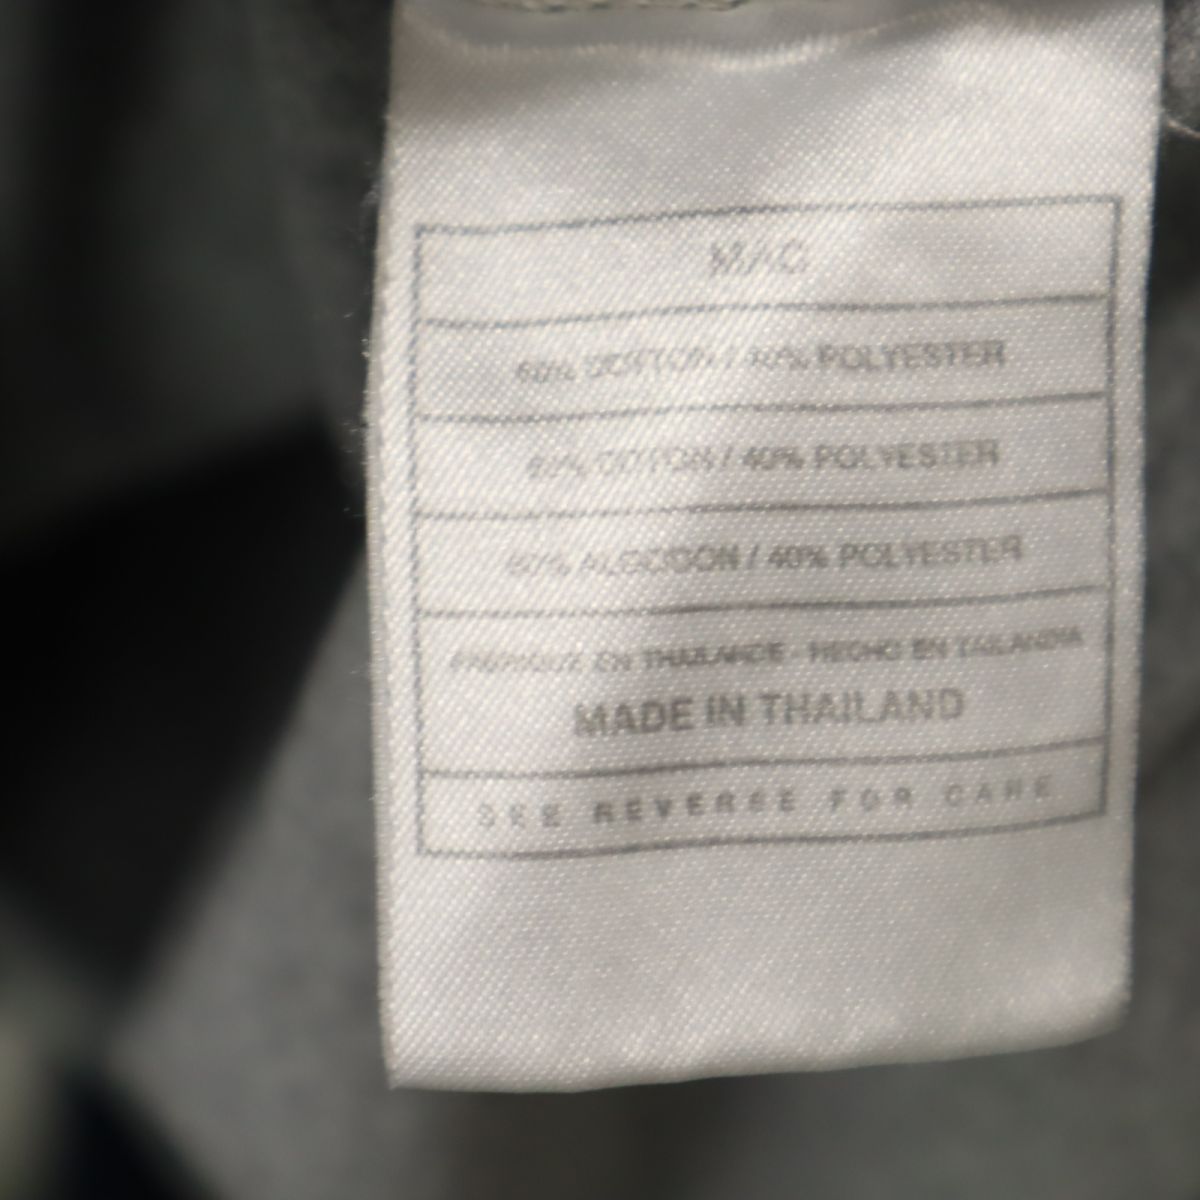 MAC
60% COTTON / 40% POLYESTER
60% COTON / 40% POLYESTER
60% ALGODON / 40% POLYESTER
FABRIQUE EN THAILANDE - HECHO EN TAILANDIA
MADE IN THAILAND
SEE REVERSE FOR CARE